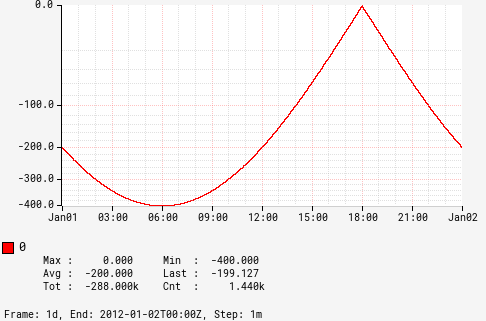 0.0
-100.0
-200.0
-300.0
-400.0
Jan01 03:00 06:00 09:00 12:00 15:00 18:00 21:00 Jan02
0
Max : 0.000 Min : -400.000
Avg : -200.000 Last : -199.127
Tot : -288.000k Cnt : 1.440k
Frame: 1d, End: 2012-01-02T00:00Z, Step: 1m